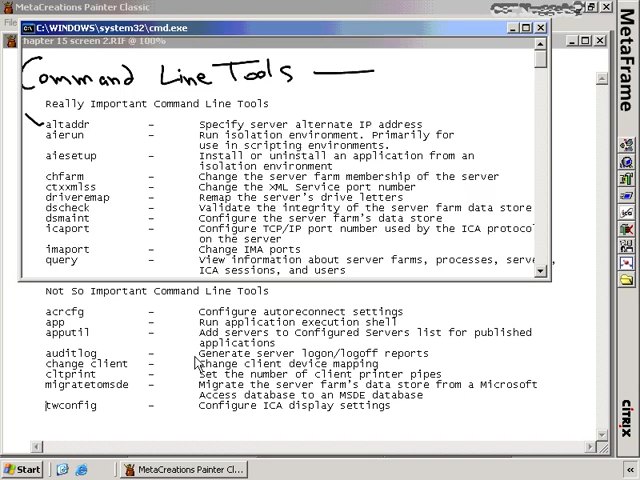 MetaCreations Painter Classic
File
C:\WINDOWS\system32\cmd.exe
hapter 15 screen 2.RIF @ 100%
Command Line Tools
Really Important Command Line Tools
altaddr - Specify server alternate IP address
aierun - Run isolation environment. Primarily for
use in scripting environments.
aiesetup - Install or uninstall an application from an
isolation environment
chfarm - Change the server farm membership of the server
ctxxmlss - Change the XML Service port number
driveremap - Remap the server's drive letters
dscheck - Validate the integrity of the server farm data store
dsmaint - Configure the server farm's data store
icaport - Configure TCP/IP port number used by the ICA protoco
on the server
imaport - Change IMA ports
query - View information about server farms, processes, serve
ICA sessions, and users
Not So Important Command Line Tools
acrcfg - Configure autoreconnect settings
app - Run application execution shell
apputil - Add servers to Configured Servers list for published
applications
auditlog - Generate server logon/logoff reports
change client - Change client device mapping
cltprint - Set the number of client printer pipes
migratetomsde - Migrate the server farm's data store from a Microsoft
Access database to an MSDE database
twconfig - Configure ICA display settings
MetaFrame
CITRIX
Start
MetaCreations Painter Cl...